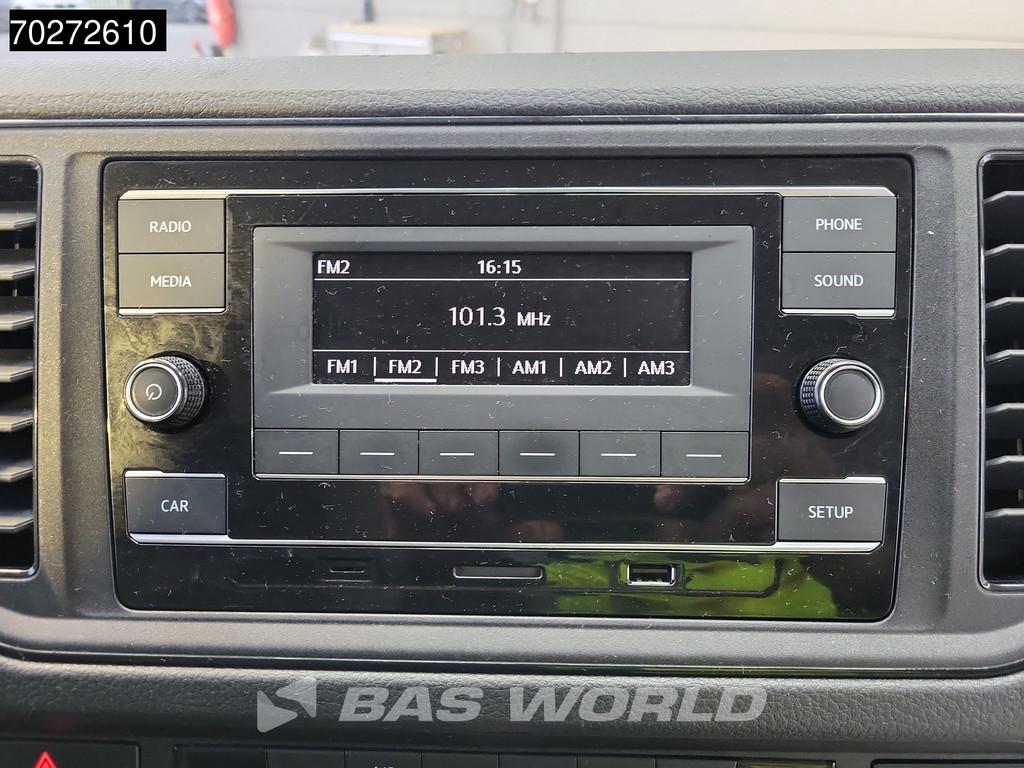 70272610
RADIO
PHONE
MEDIA
SOUND
FM2 16:15
101.3 MHz
FM1 | FM2 | FM3 | AM1 | AM2 | AM3
CAR
SETUP
BAS WORLD